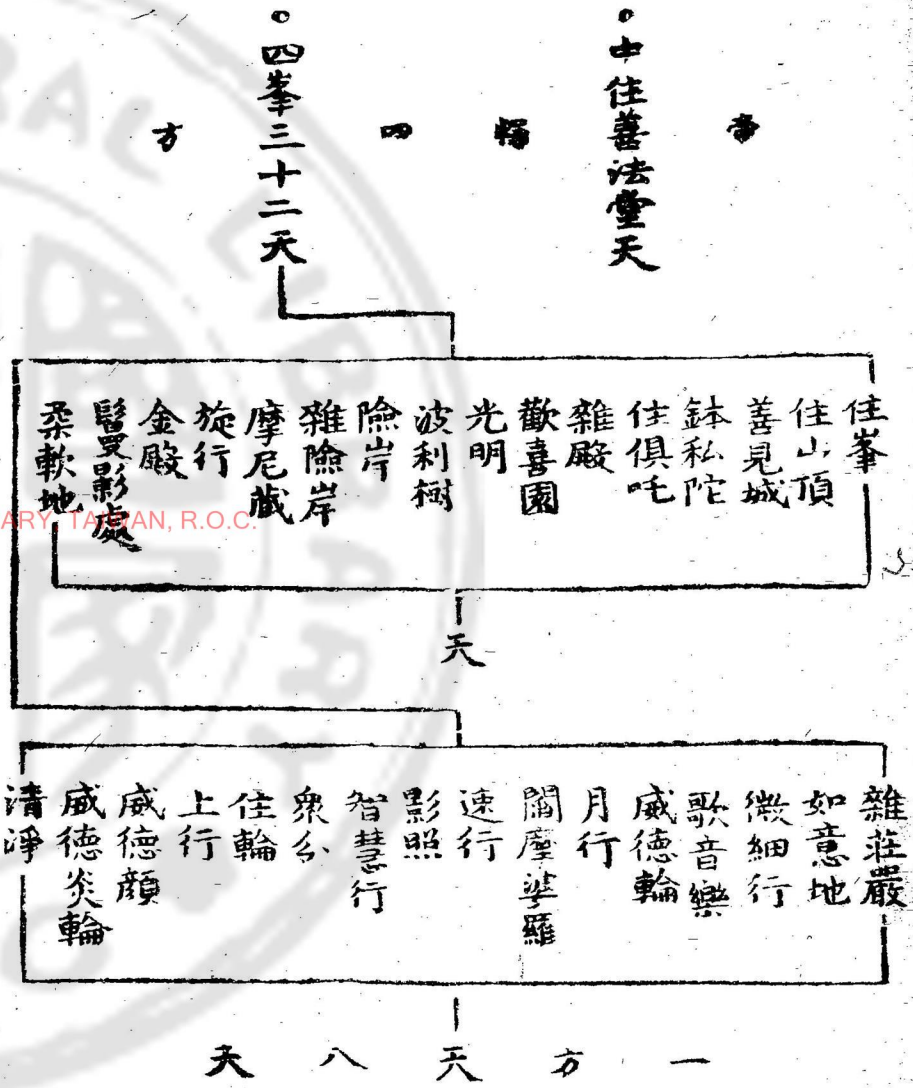 帝釋四方
中住善法堂天
四峯三十二天
住峯
住山頂
善見城
鉢私陀
住俱吒
雜殿
歡喜園
光明
波利樹
險岸
雜險岸
摩尼藏
旋行
金殿
鬘影處
柔軟地
天
雜莊嚴
如意地
微細行
歌音樂
威德輪
月行
閻摩娑羅
速行
影照
智慧行
衆分
住輪
上行
威德顏
威德炎輪
清淨
一方天八天
ARY, TAIWAN, R.O.C.
RAL LIBRARY